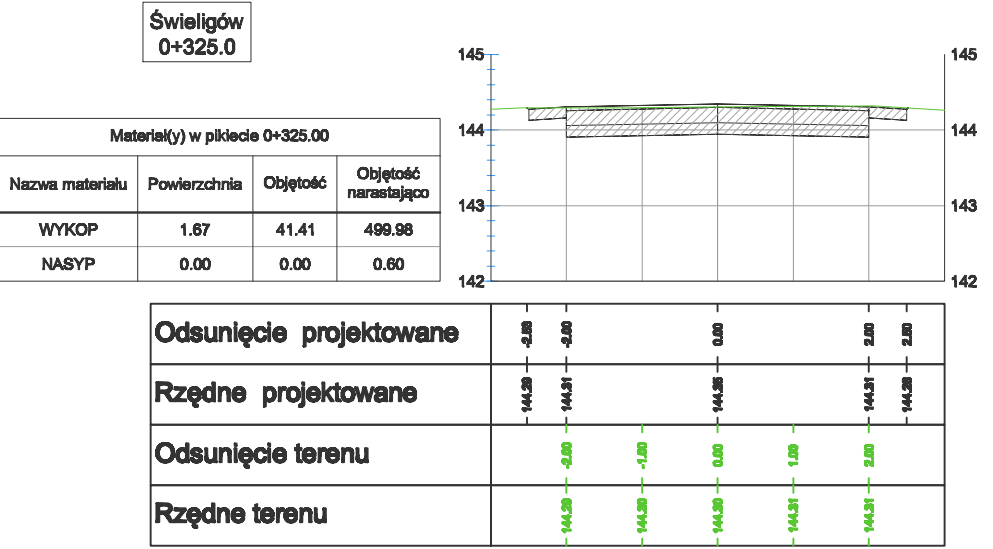 Świeligów
0+325.0
Materiał(y) w pikiecie 0+325.00
Nazwa materiału Powierzchnia Objętość Objętość narastająco
WYKOP 1.67 41.41 499.98
NASYP 0.00 0.00 0.60
145 145
144 144
143 143
142 142
Odsunięcie projektowane -2.53 -2.00 0.00 2.00 2.50
Rzędne projektowane 144.29 144.31 144.35 144.31 144.28
Odsunięcie terenu -2.00 -1.00 0.00 1.00 2.00
Rzędne terenu 144.29 144.30 144.30 144.31 144.31